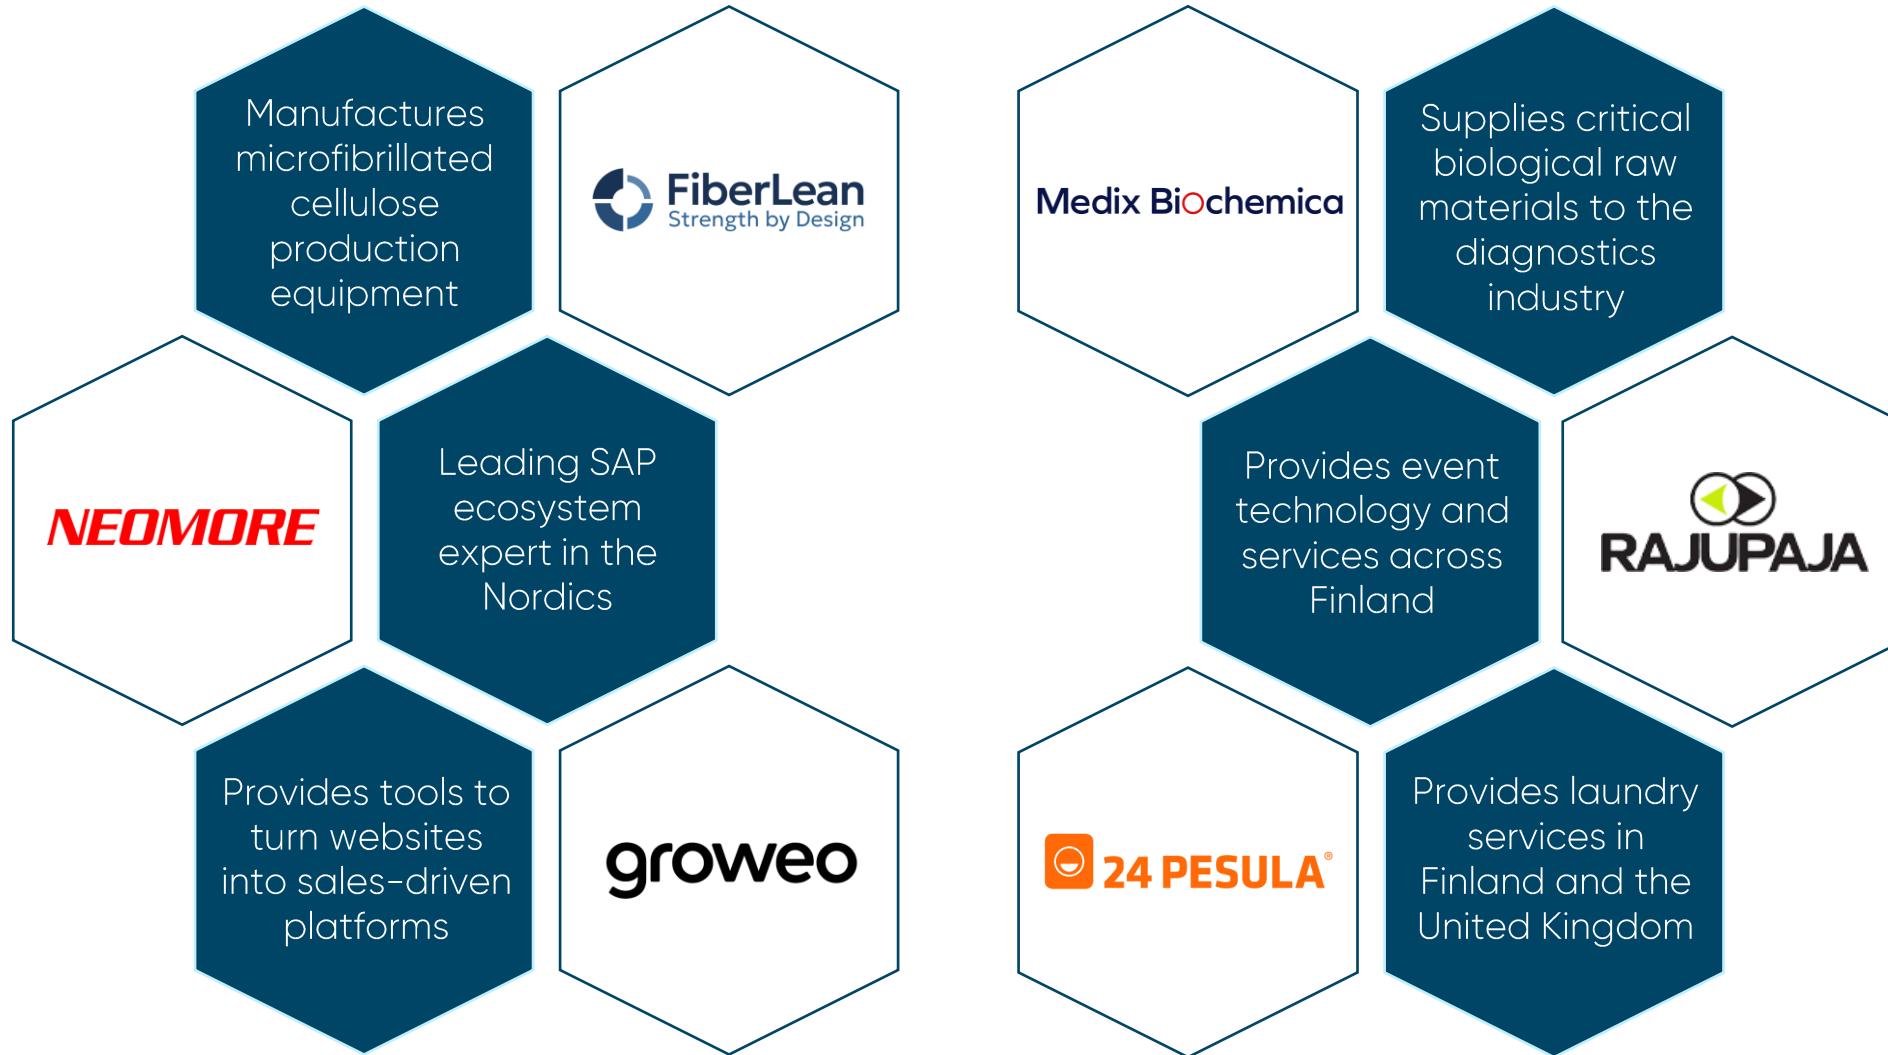 Manufactures
microfibrillated
cellulose
production
equipment
FiberLean
Strength by Design
Leading SAP
ecosystem
expert in the
Nordics
NEOMORE
Provides tools to
turn websites
into sales-driven
platforms
groweo
Medix Biochemica
Supplies critical
biological raw
materials to the
diagnostics
industry
Provides event
technology and
services across
Finland
RAJUPAJA
24 PESULA®
Provides laundry
services in
Finland and the
United Kingdom